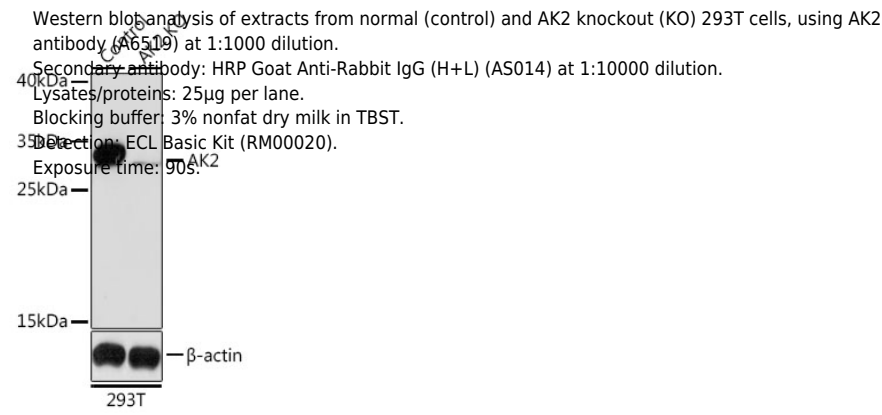 Western blot analysis of extracts from normal (control) and AK2 knockout (KO) 293T cells, using AK2
antibody (A6519) at 1:1000 dilution.
Secondary antibody: HRP Goat Anti-Rabbit IgG (H+L) (AS014) at 1:10000 dilution.
Lysates/proteins: 25μg per lane.
Blocking buffer: 3% nonfat dry milk in TBST.
Detection: ECL Basic Kit (RM00020).
Exposure time: 90s.
Control
AK2 KO
40kDa
35kDa
AK2
25kDa
15kDa
β-actin
293T